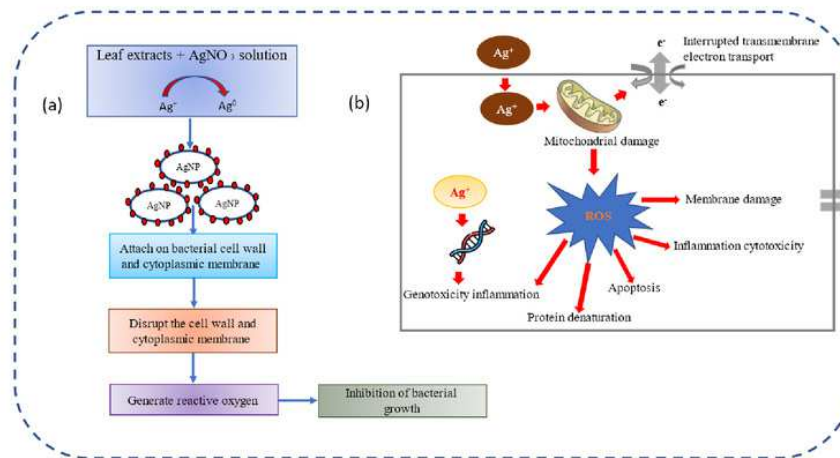 Leaf extracts + AgNO 3 solution
(a)
Ag⁺
Ag⁰
AgNP
AgNP
AgNP
Attach on bacterial cell wall
and cytoplasmic membrane
Disrupt the cell wall and
cytoplasmic membrane
Generate reactive oxygen
Inhibition of bacterial
growth
(b)
Ag⁺
Ag⁺
e⁻
e⁻
Interrupted transmembrane
electron transport
Mitochondrial damage
Ag⁺
ROS
Membrane damage
Inflammation cytotoxicity
Apoptosis
Genotoxicity inflammation
Protein denaturation